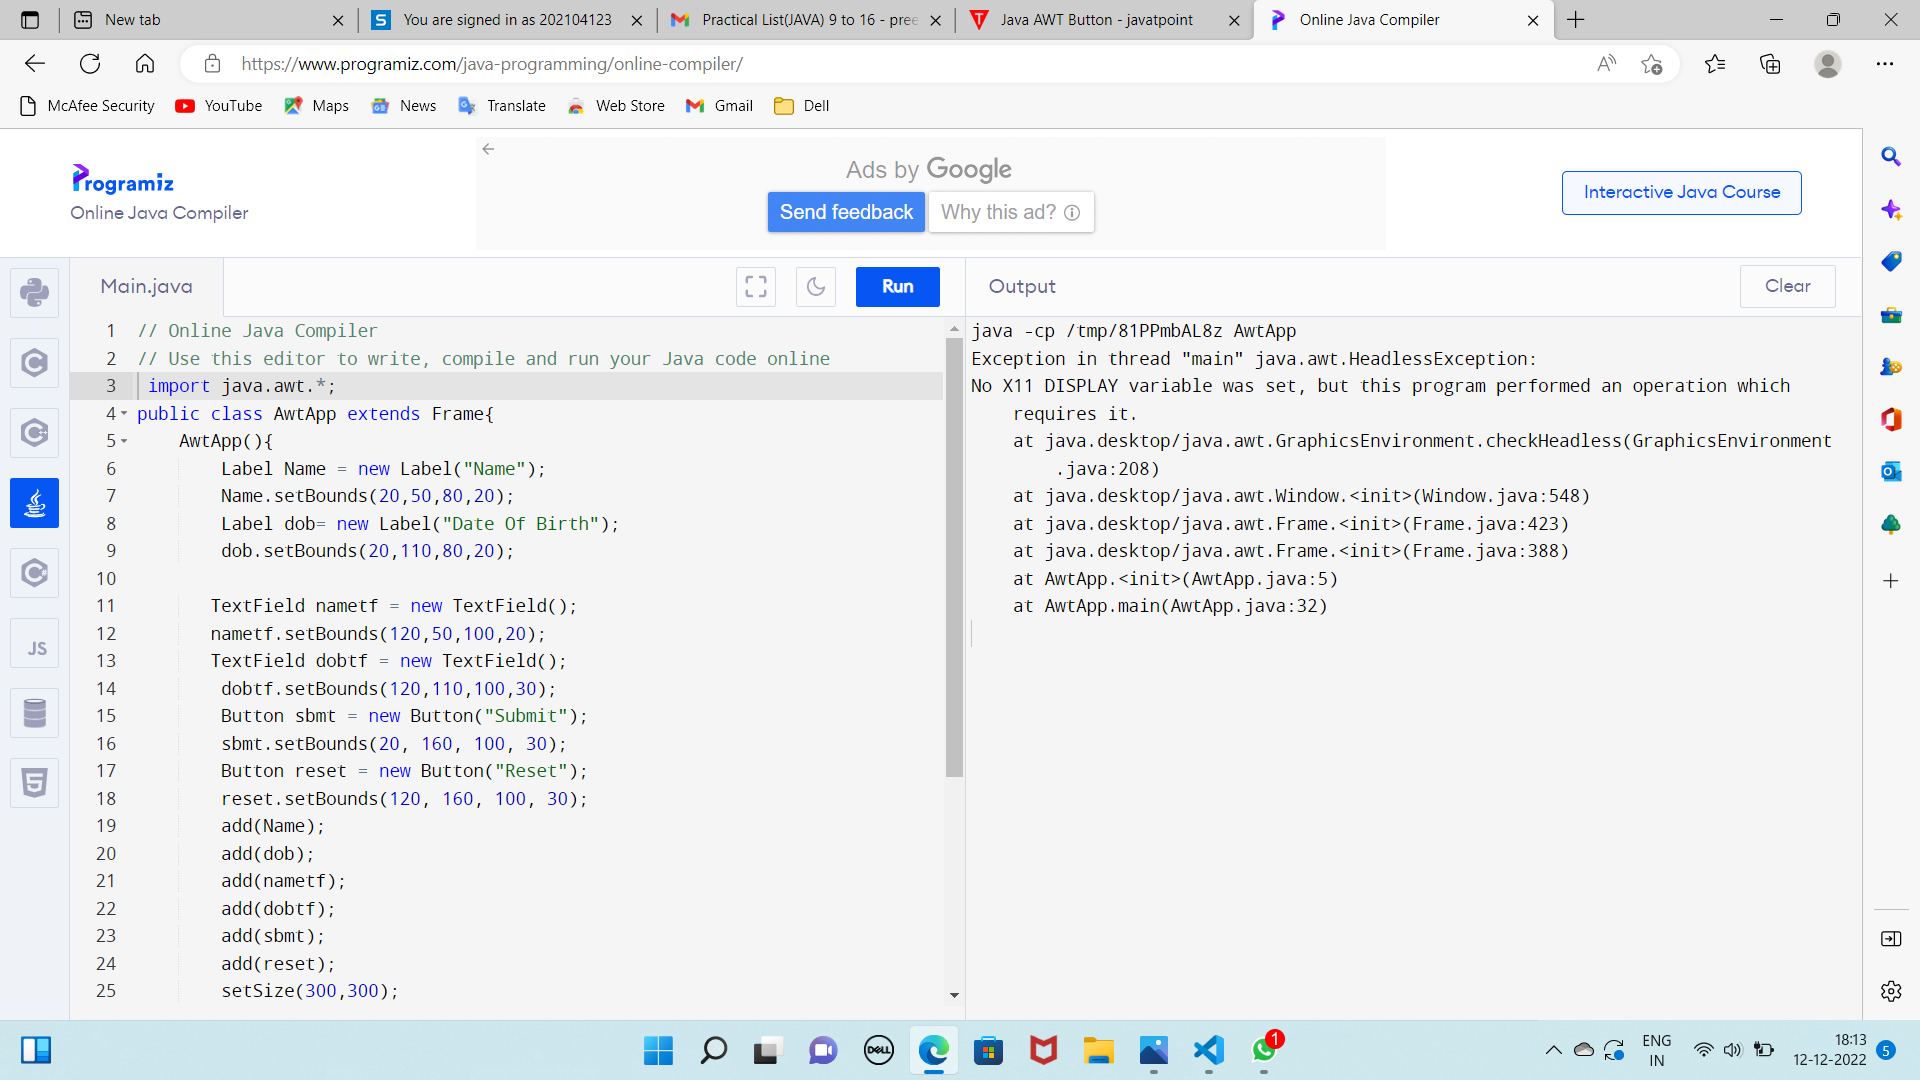 New tab
You are signed in as 202104123
Practical List(JAVA) 9 to 16 - pree
Java AWT Button - javatpoint
Online Java Compiler
https://www.programiz.com/java-programming/online-compiler/
McAfee Security
YouTube
Maps
News
Translate
Web Store
Gmail
Dell
Programiz
Online Java Compiler
Ads by Google
Send feedback
Why this ad?
Interactive Java Course
Main.java
Run
Output
Clear
1 // Online Java Compiler
2 // Use this editor to write, compile and run your Java code online
3 import java.awt.*;
4 public class AwtApp extends Frame{
5 AwtApp(){
6 Label Name = new Label("Name");
7 Name.setBounds(20,50,80,20);
8 Label dob= new Label("Date Of Birth");
9 dob.setBounds(20,110,80,20);
10
11 TextField nametf = new TextField();
12 nametf.setBounds(120,50,100,20);
13 TextField dobtf = new TextField();
14 dobtf.setBounds(120,110,100,30);
15 Button sbmt = new Button("Submit");
16 sbmt.setBounds(20, 160, 100, 30);
17 Button reset = new Button("Reset");
18 reset.setBounds(120, 160, 100, 30);
19 add(Name);
20 add(dob);
21 add(nametf);
22 add(dobtf);
23 add(sbmt);
24 add(reset);
25 setSize(300,300);
java -cp /tmp/81PPmbAL8z AwtApp
Exception in thread "main" java.awt.HeadlessException:
No X11 DISPLAY variable was set, but this program performed an operation which
requires it.
at java.desktop/java.awt.GraphicsEnvironment.checkHeadless(GraphicsEnvironment
.java:208)
at java.desktop/java.awt.Window.<init>(Window.java:548)
at java.desktop/java.awt.Frame.<init>(Frame.java:423)
at java.desktop/java.awt.Frame.<init>(Frame.java:388)
at AwtApp.<init>(AwtApp.java:5)
at AwtApp.main(AwtApp.java:32)
JS
DELL
1
ENG
IN
18:13
12-12-2022
5